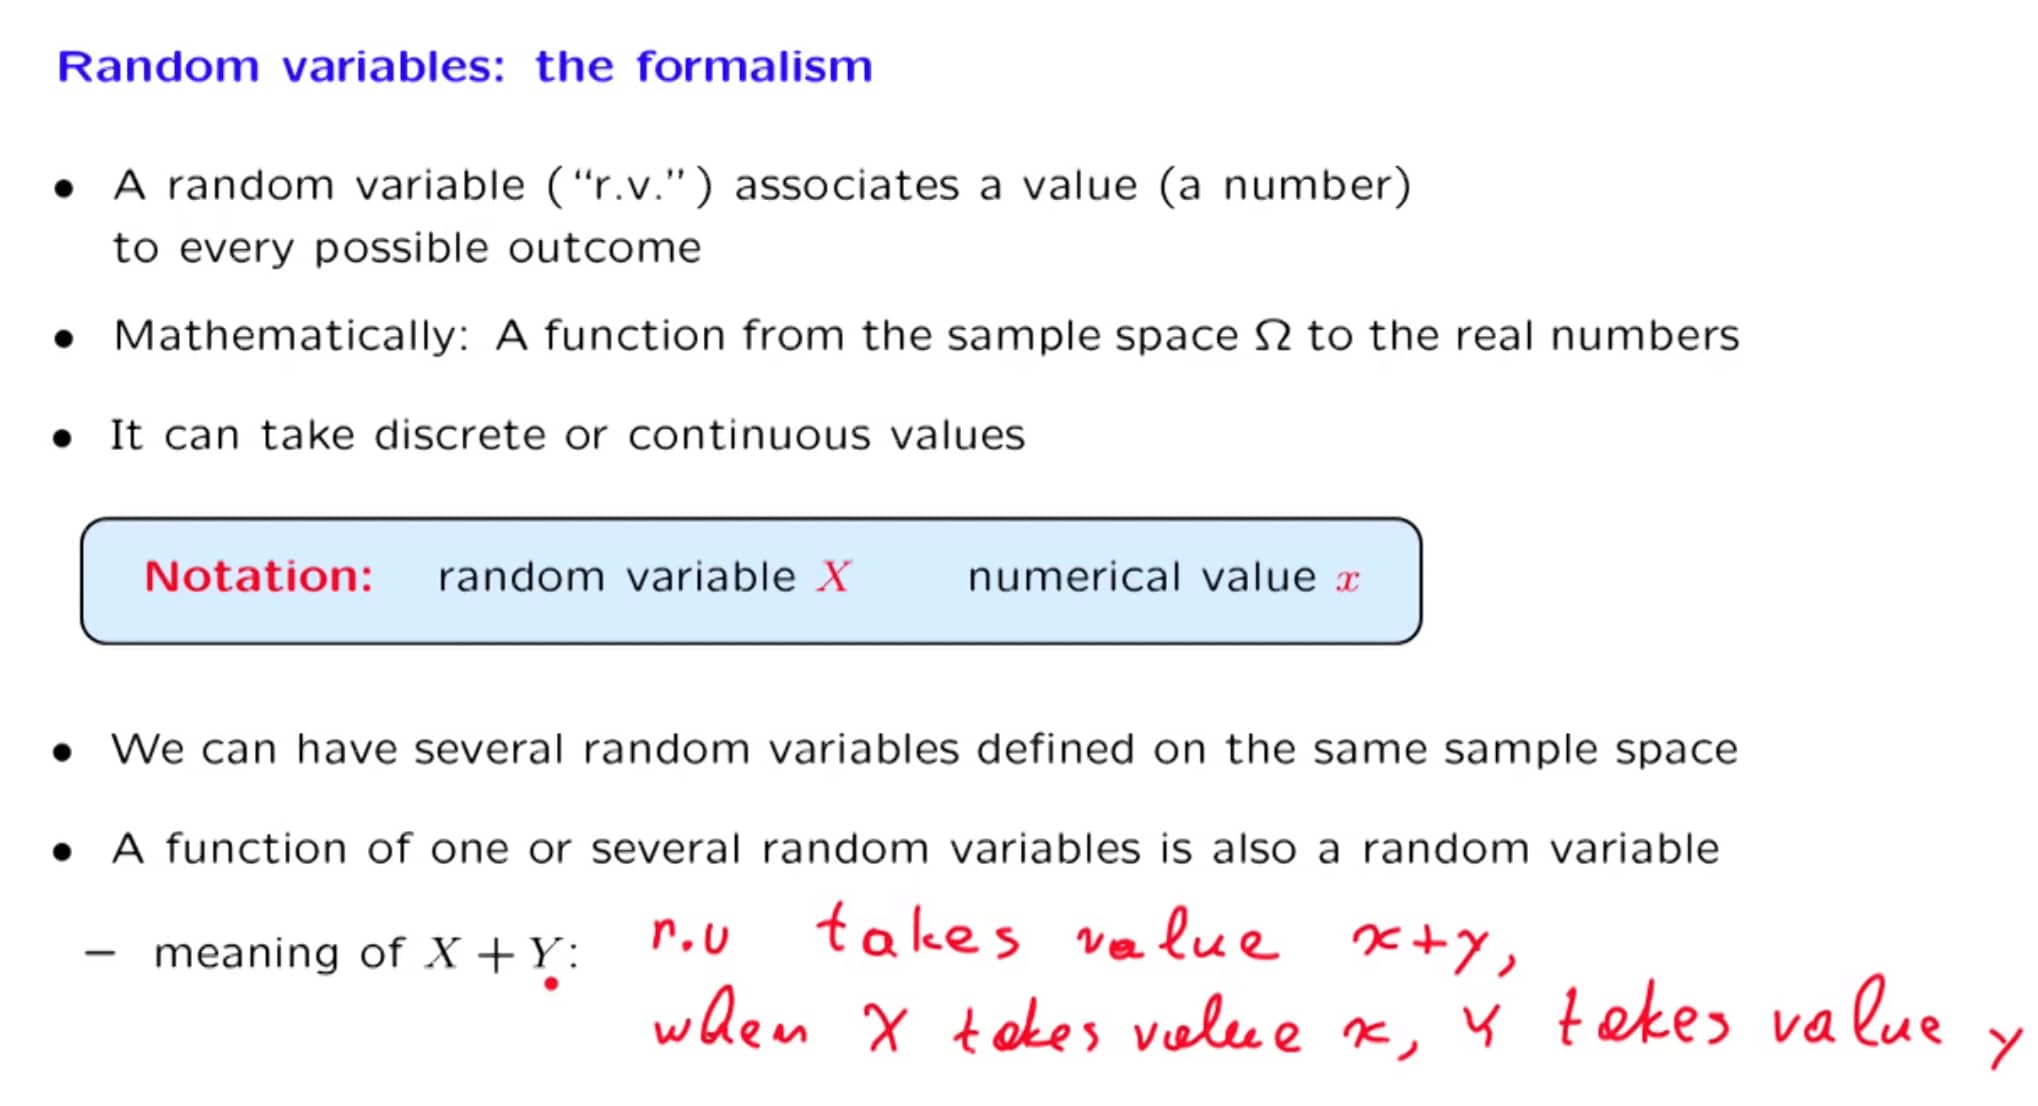 Random variables: the formalism
• A random variable (“r.v.”) associates a value (a number)
to every possible outcome
• Mathematically: A function from the sample space Ω to the real numbers
• It can take discrete or continuous values
Notation: random variable X numerical value x
• We can have several random variables defined on the same sample space
• A function of one or several random variables is also a random variable
– meaning of X + Y: r.v takes value x+y,
when X takes value x, Y takes value y